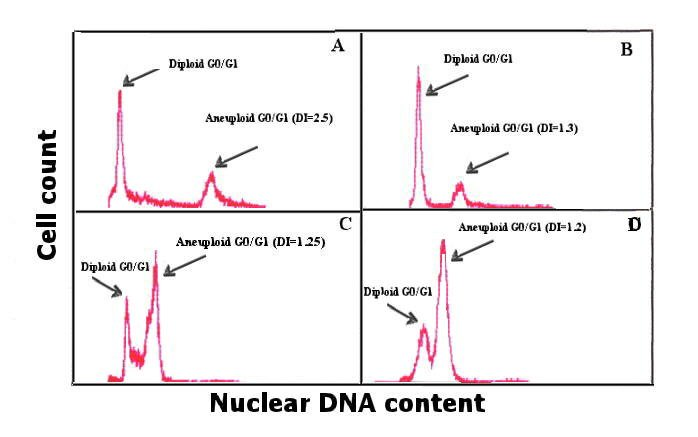 A
Diploid G0/G1
Aneuploid G0/G1 (DI=2.5)
B
Diploid G0/G1
Aneuploid G0/G1 (DI=1.3)
C
Aneuploid G0/G1 (DI=1.25)
Diploid G0/G1
D
Aneuploid G0/G1 (DI=1.2)
Diploid G0/G1
Cell count
Nuclear DNA content